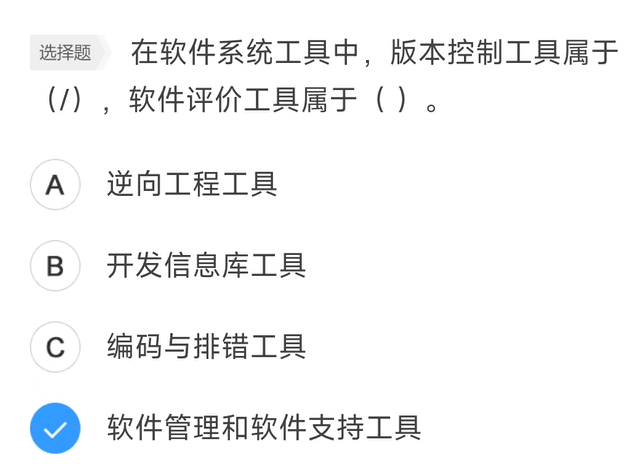 选择题 在软件系统工具中，版本控制工具属于
（/），软件评价工具属于（ ）。
A 逆向工程工具
B 开发信息库工具
C 编码与排错工具
软件管理和软件支持工具